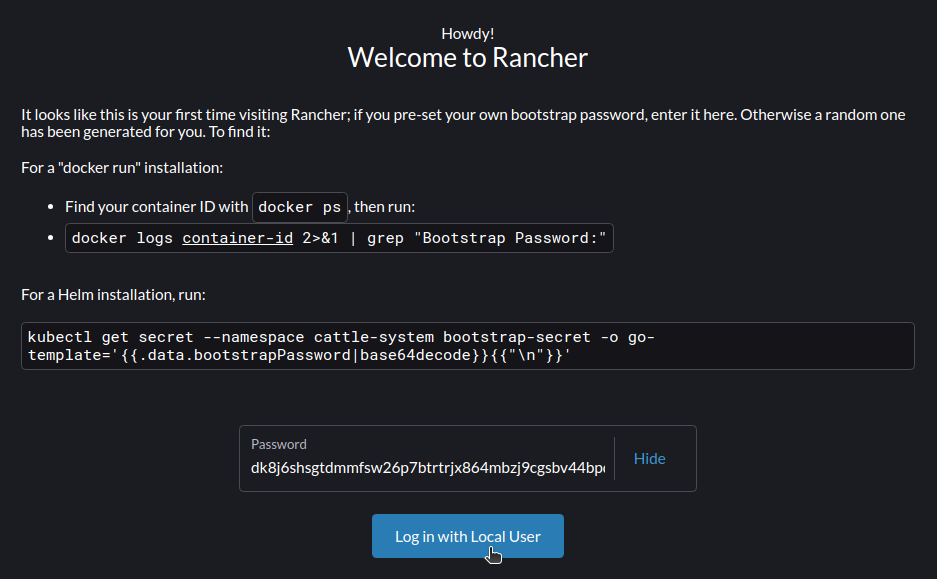 Howdy!
Welcome to Rancher
It looks like this is your first time visiting Rancher; if you pre-set your own bootstrap password, enter it here. Otherwise a random one
has been generated for you. To find it:
For a "docker run" installation:
Find your container ID with docker ps, then run:
docker logs container-id 2>&1 | grep "Bootstrap Password:"
For a Helm installation, run:
kubectl get secret --namespace cattle-system bootstrap-secret -o go-
template='{{.data.bootstrapPassword|base64decode}}{{"\n"}}'
Password
dk8j6shsgtdmmfsw26p7btrtrjx864mbzj9cgsbv44bp
Hide
Log in with Local User